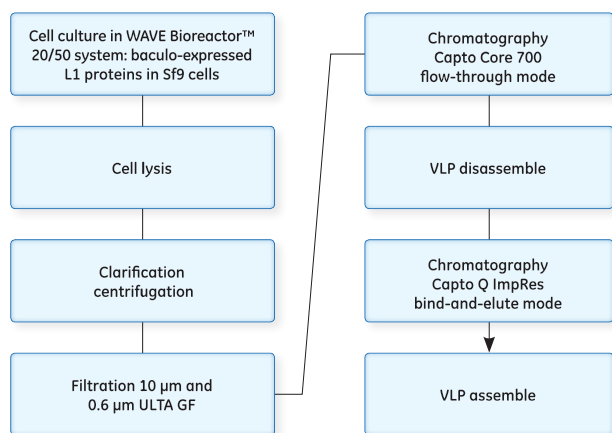 Cell culture in WAVE Bioreactor™
20/50 system: baculo-expressed
L1 proteins in Sf9 cells
Cell lysis
Clarification
centrifugation
Filtration 10 µm and
0.6 µm ULTA GF
Chromatography
Capto Core 700
flow-through mode
VLP disassemble
Chromatography
Capto Q ImpRes
bind-and-elute mode
VLP assemble